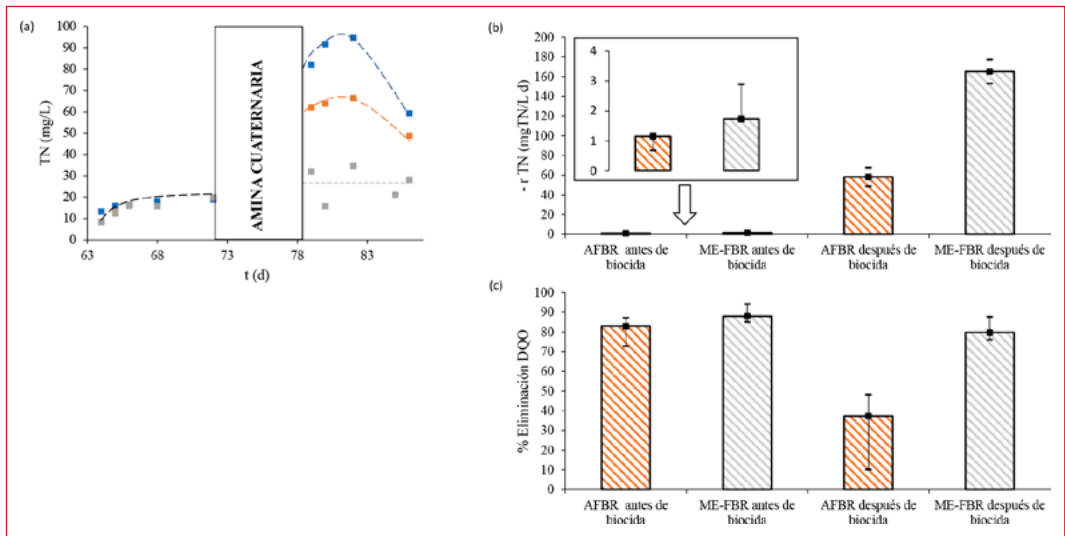 (a)
100
90
80
70
60
50
40
30
20
10
0
TN (mg/L)
AMINA CUATERNARIA
63
68
73
78
83
t (d)
(b)
200
180
160
140
120
100
80
60
40
20
0
- r TN (mgTN/L d)
4
3
2
1
0
AFBR antes de
biocida
ME-FBR antes de
biocida
AFBR después de
biocida
ME-FBR después de
biocida
(c)
100
90
80
70
60
50
40
30
20
10
0
% Eliminación DQO
AFBR antes de
biocida
ME-FBR antes de
biocida
AFBR después de
biocida
ME-FBR después de
biocida